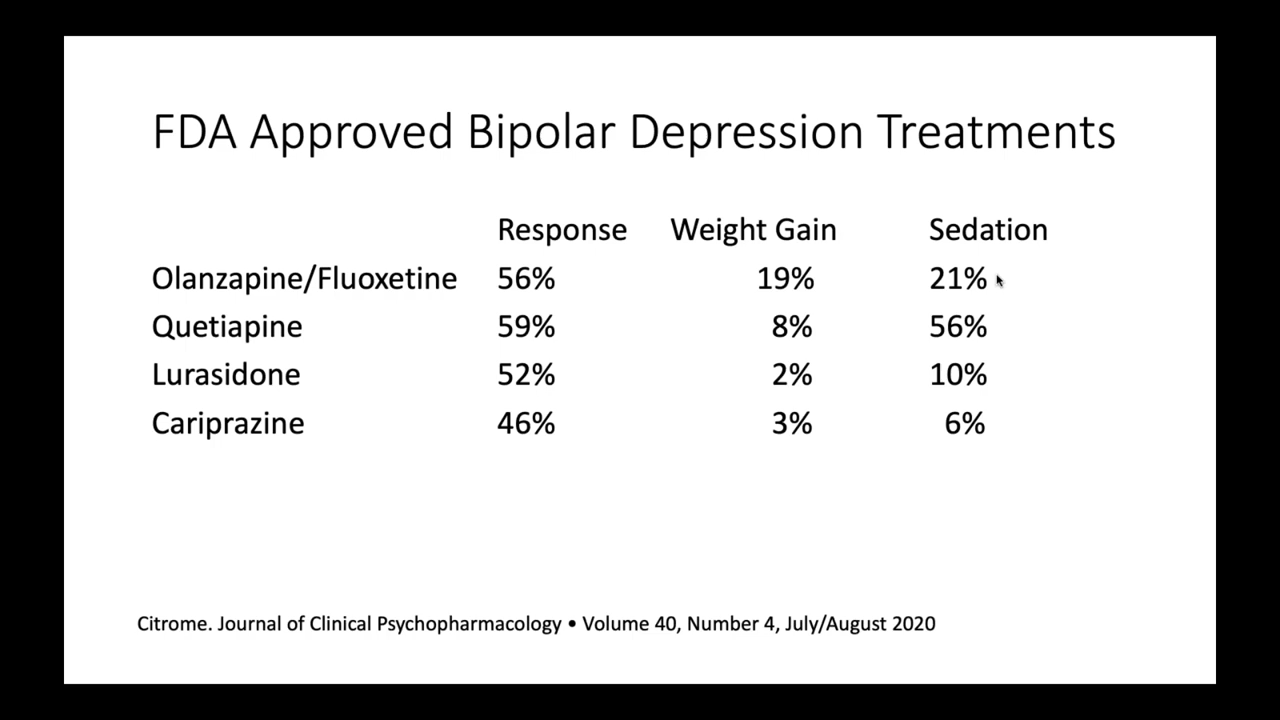 FDA Approved Bipolar Depression Treatments
Response Weight Gain Sedation
Olanzapine/Fluoxetine 56% 19% 21%
Quetiapine 59% 8% 56%
Lurasidone 52% 2% 10%
Cariprazine 46% 3% 6%
Citrome. Journal of Clinical Psychopharmacology • Volume 40, Number 4, July/August 2020